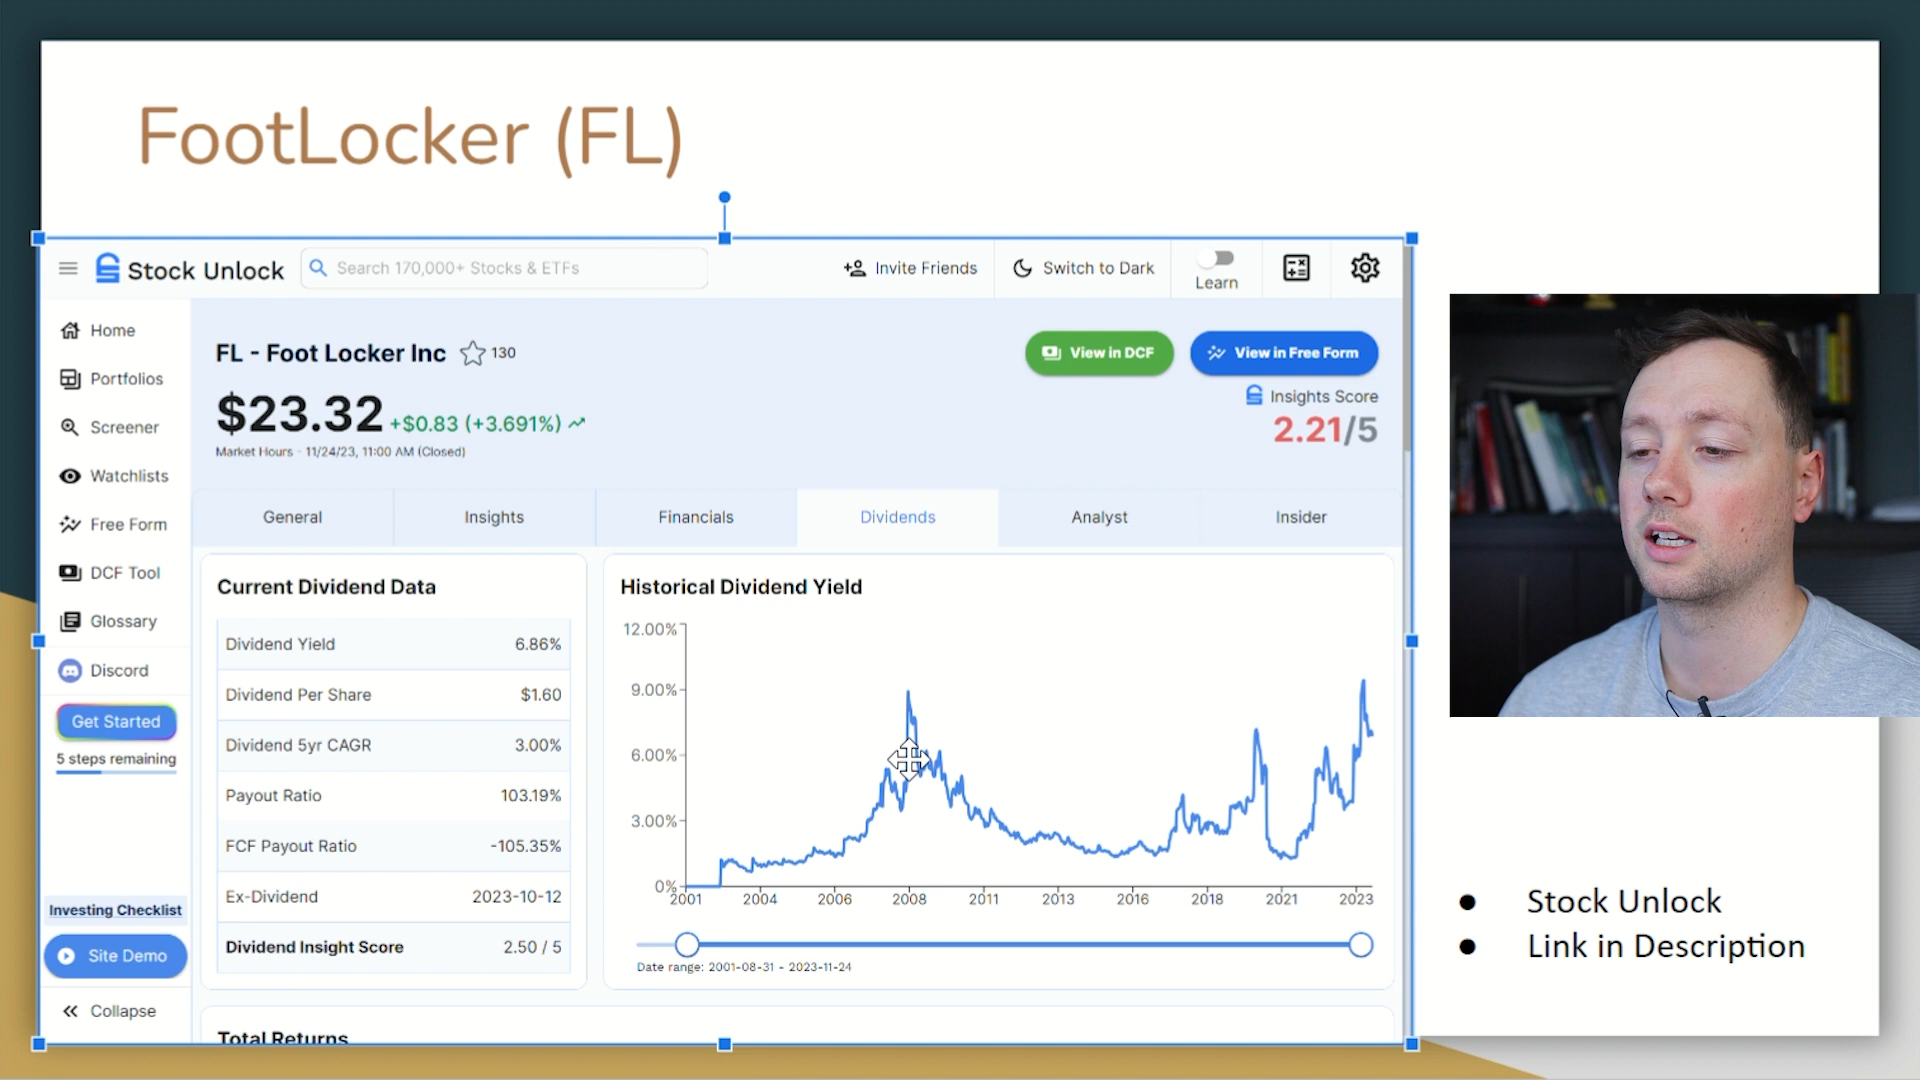 FootLocker (FL)
Stock Unlock
Search 170,000+ Stocks & ETFs
Invite Friends
Switch to Dark
Learn
Home
Portfolios
Screener
Watchlists
Free Form
DCF Tool
Glossary
Discord
Get Started
5 steps remaining
Investing Checklist
Site Demo
Collapse
FL - Foot Locker Inc
130
$23.32 +$0.83 (+3.691%)
Market Hours - 11/24/23, 11:00 AM (Closed)
View in DCF
View in Free Form
Insights Score
2.21/5
General
Insights
Financials
Dividends
Analyst
Insider
Current Dividend Data
Dividend Yield 6.86%
Dividend Per Share $1.60
Dividend 5yr CAGR 3.00%
Payout Ratio 103.19%
FCF Payout Ratio -105.35%
Ex-Dividend 2023-10-12
Dividend Insight Score 2.50 / 5
Historical Dividend Yield
12.00%
9.00%
6.00%
3.00%
0%
2001 2004 2006 2008 2011 2013 2016 2018 2021 2023
Date range: 2001-08-31 - 2023-11-24
Total Returns
● Stock Unlock
● Link in Description